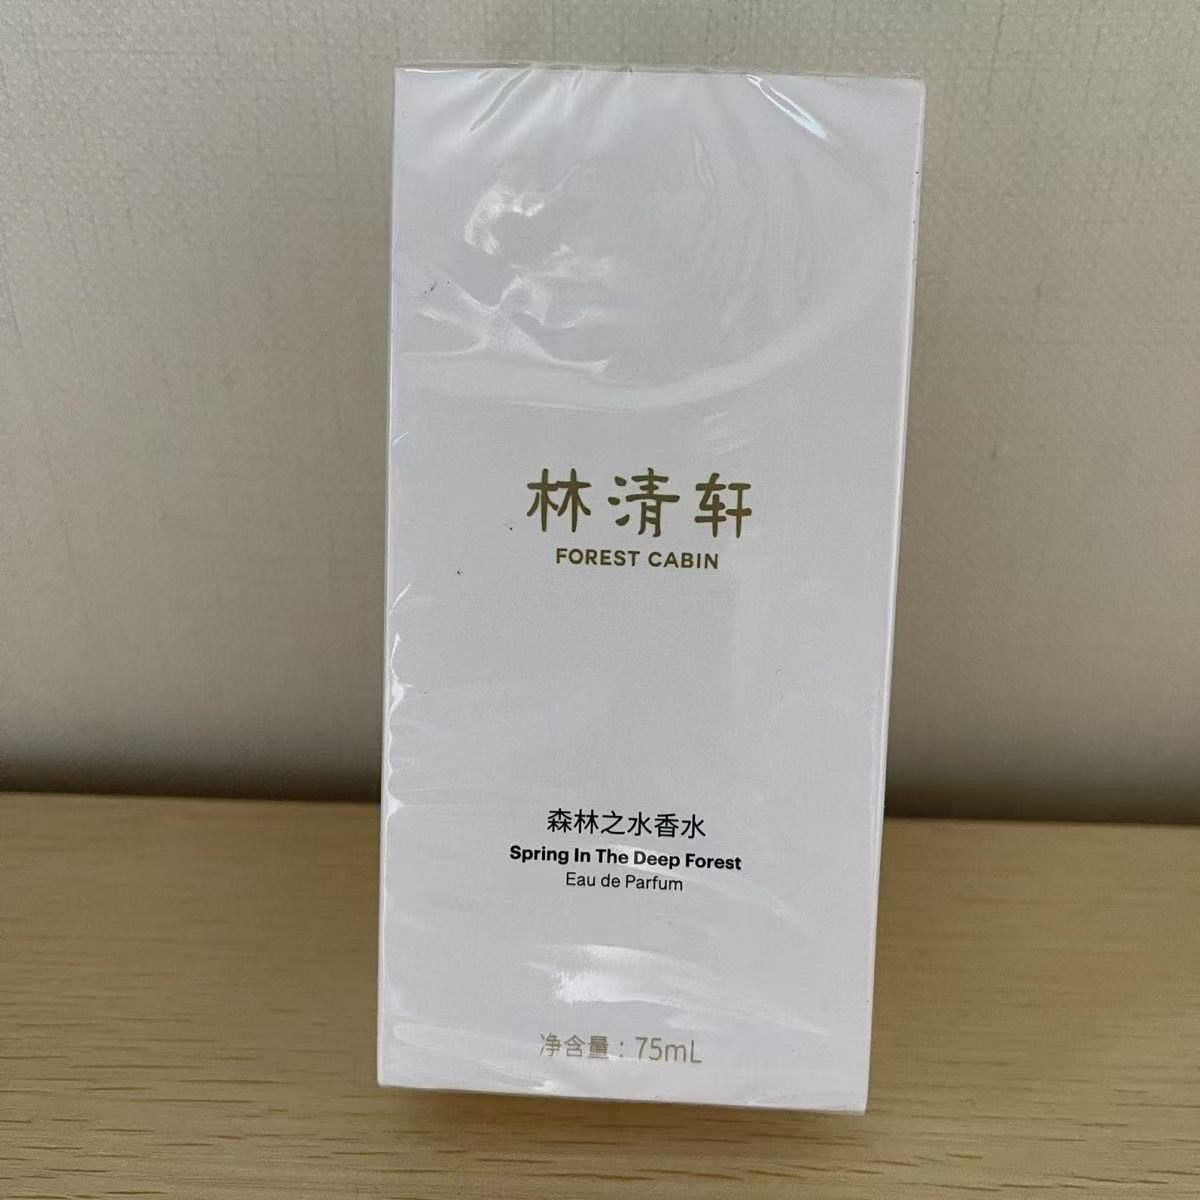 林清轩
FOREST CABIN
森林之水香水
Spring In The Deep Forest
Eau de Parfum
净含量：75mL